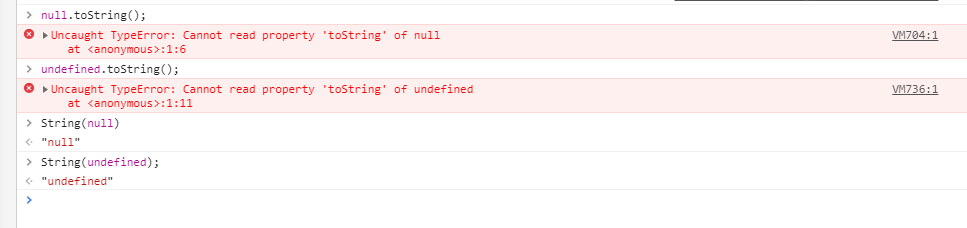 > null.toString();
Uncaught TypeError: Cannot read property 'toString' of null VM704:1
at <anonymous>:1:6
> undefined.toString();
Uncaught TypeError: Cannot read property 'toString' of undefined VM736:1
at <anonymous>:1:11
> String(null)
"null"
> String(undefined);
"undefined"
>